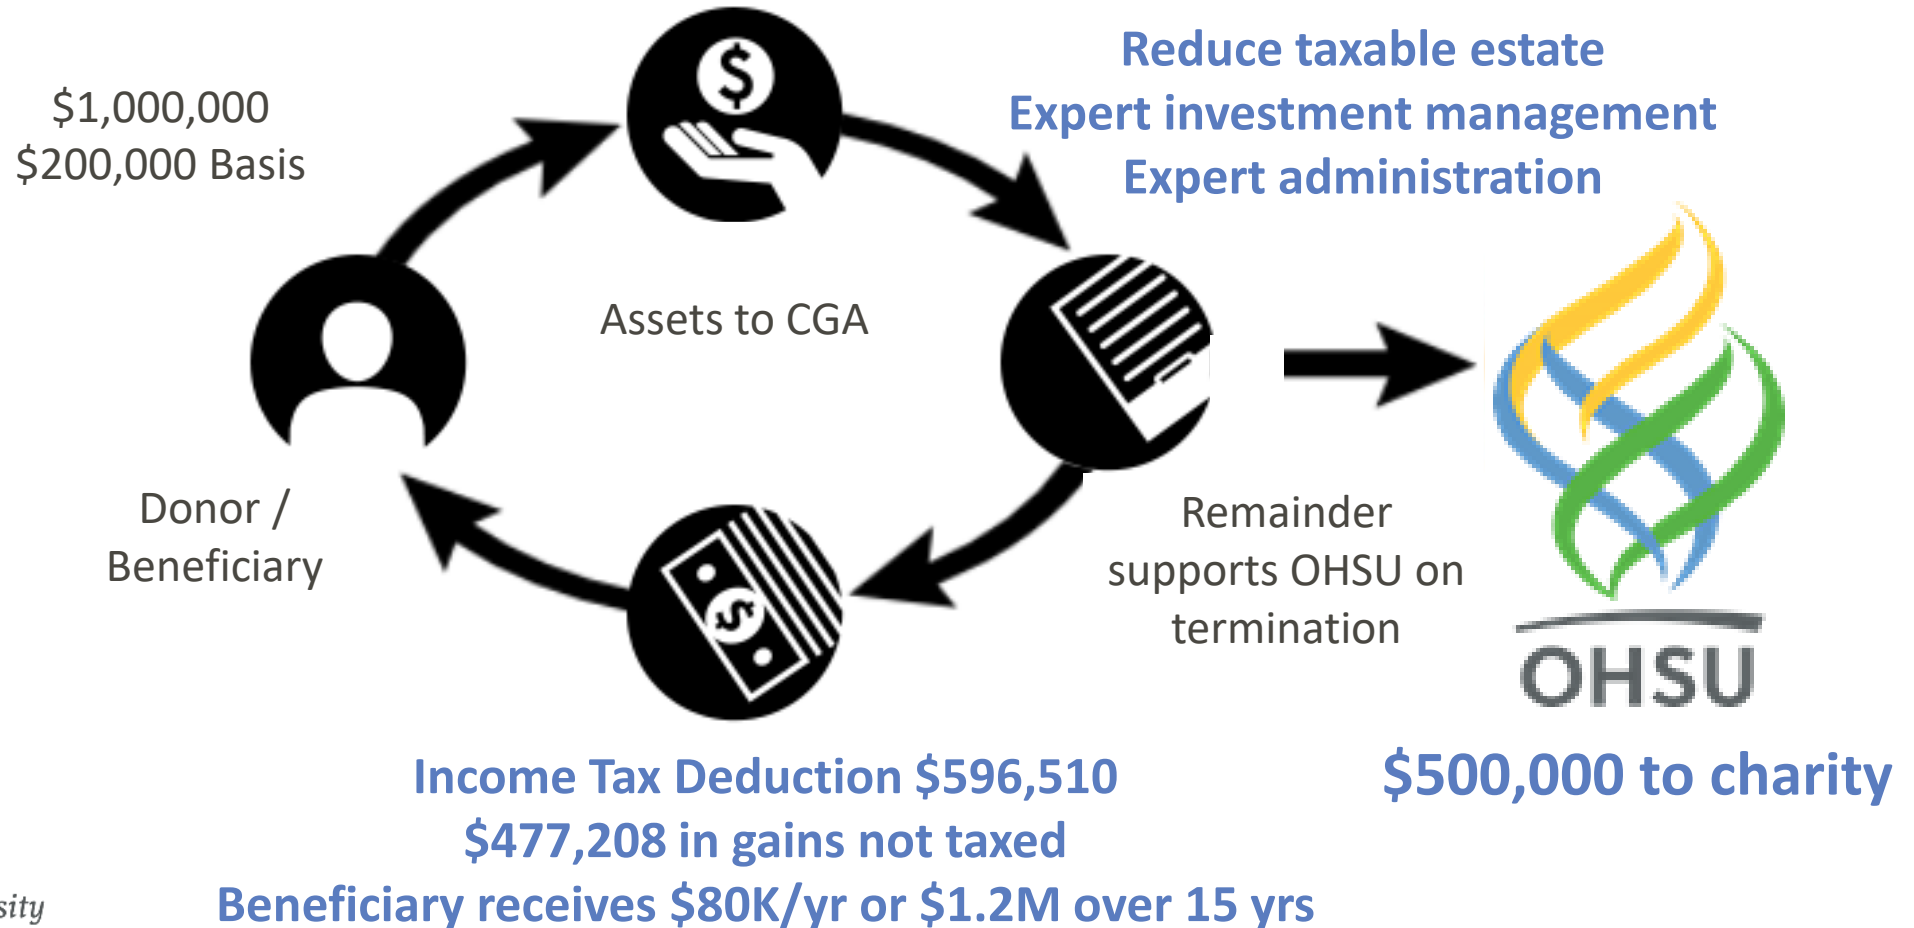 $1,000,000
$200,000 Basis
Reduce taxable estate
Expert investment management
Expert administration
Assets to CGA
Donor /
Beneficiary
Remainder
supports OHSU on
termination
OHSU
$500,000 to charity
Income Tax Deduction $596,510
$477,208 in gains not taxed
Beneficiary receives $80K/yr or $1.2M over 15 yrs